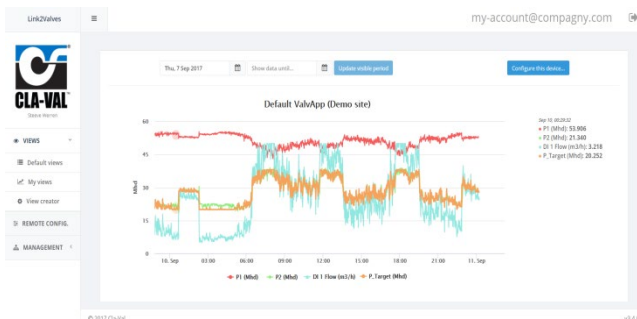 Link2Valves
my-account@compagny.com
Thu, 7 Sep 2017
Show data until...
Update visible period
Configure this device...
CLA-VAL
VIEWS
Default views
My views
View creator
REMOTE CONFIG.
MANAGEMENT
Default ValvApp (Demo site)
Mhd
60
45
30
15
0
10. Sep
03:00
06:00
09:00
12:00
15:00
18:00
21:00
11. Sep
P1 (Mhd)
P2 (Mhd)
DI 1 Flow (m3/h)
P_Target (Mhd)
P1 (Mhd): 53.906
P2 (Mhd): 21.340
DI 1 Flow (m3/h): 3.218
P_Target (Mhd): 20.252
© 2017 Cla-Val